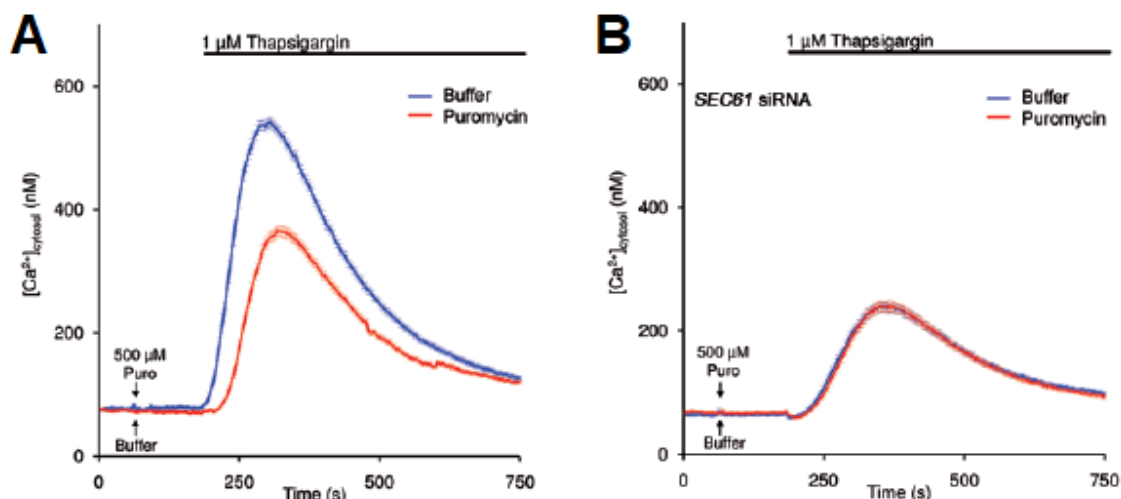 A
1 μM Thapsigargin
Buffer
Puromycin
600
400
200
0
[Ca²⁺]cytosol (nM)
500 μM
Puro
Buffer
0
250
500
750
Time (s)
B
1 μM Thapsigargin
SEC61 siRNA
Buffer
Puromycin
600
400
200
0
[Ca²⁺]cytosol (nM)
500 μM
Puro
Buffer
0
250
500
750
Time (s)